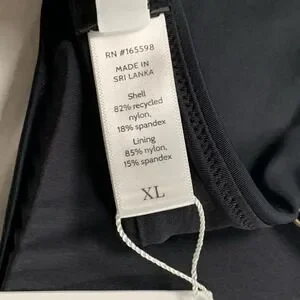 RN #165598
MADE IN
SRI LANKA
Shell
82% recycled
nylon,
18% spandex
Lining
85% nylon,
15% spandex
XL